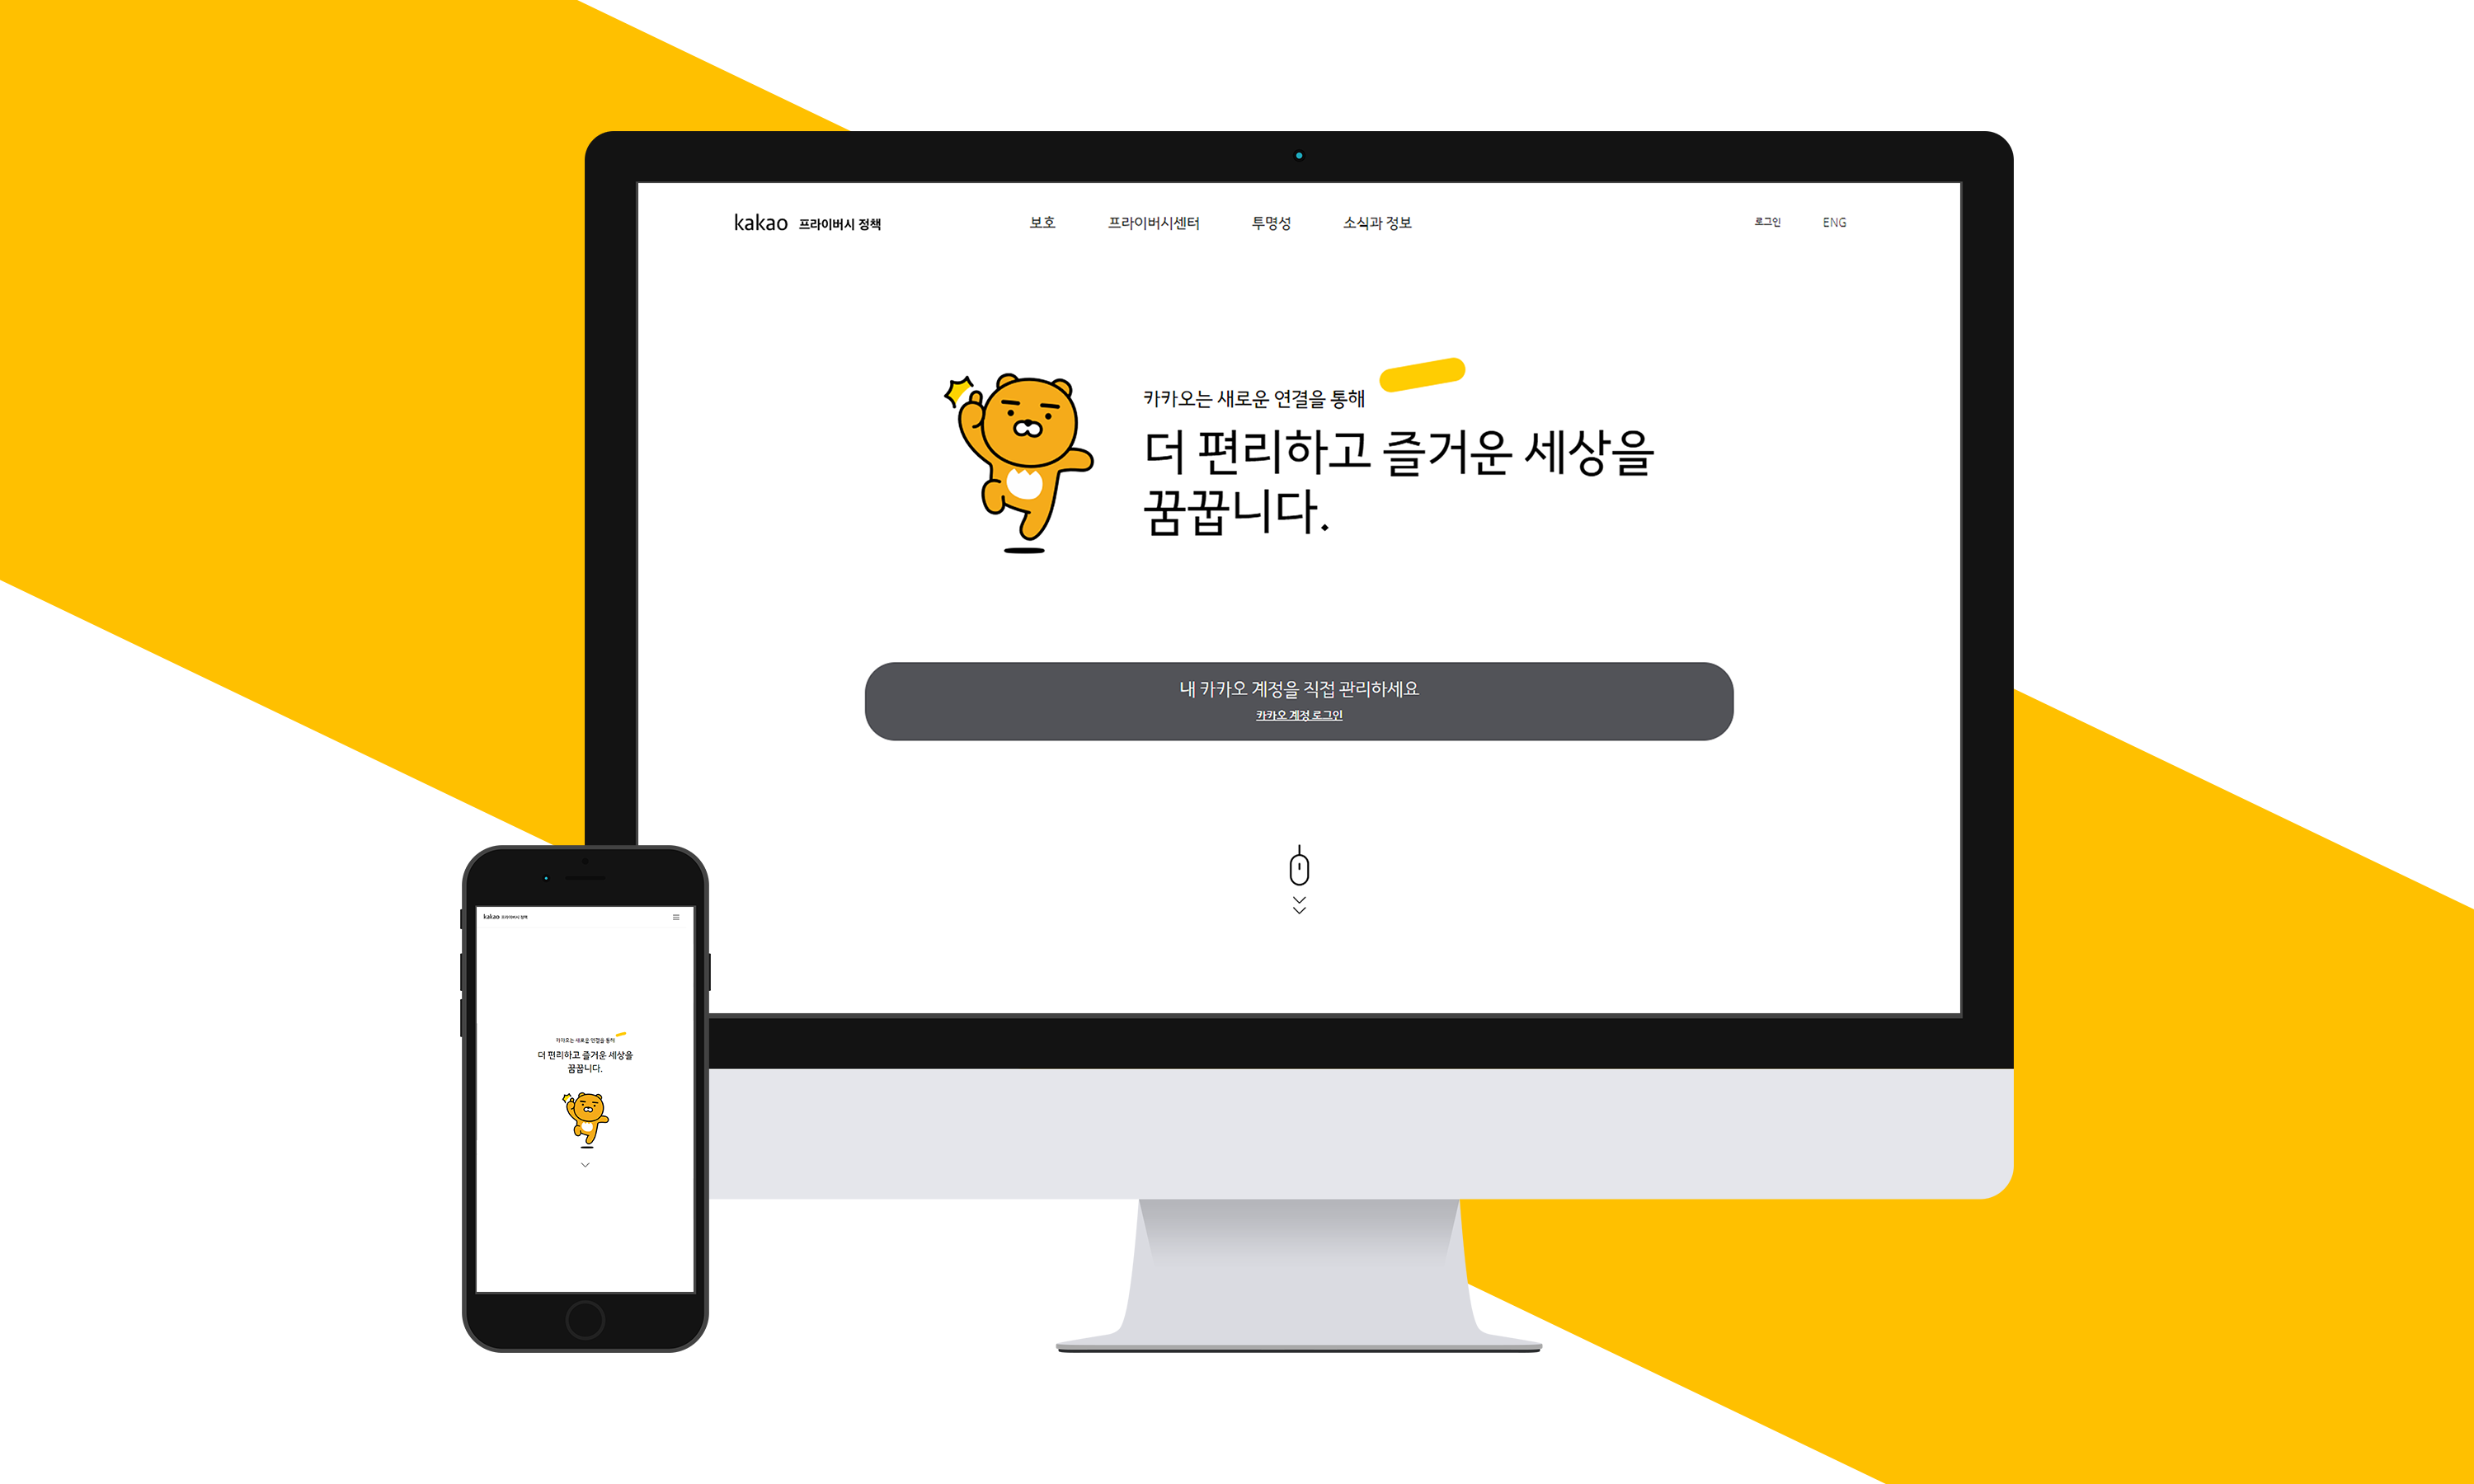 kakao 프라이버시 정책
보호 프라이버시센터 투명성 소식과 정보
로그인 ENG
카카오는 새로운 연결을 통해
더 편리하고 즐거운 세상을
꿈꿉니다.
내 카카오 계정을 직접 관리하세요
카카오 계정 로그인
kakao 프라이버시 정책
카카오는 새로운 연결을 통해
더 편리하고 즐거운 세상을
꿈꿉니다.